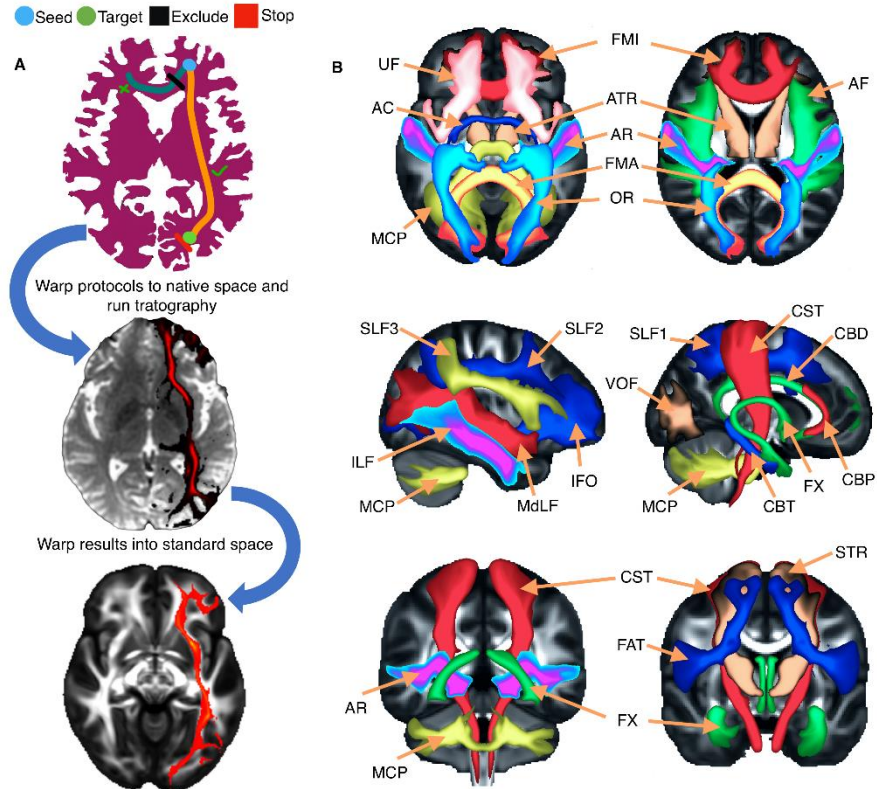 Seed Target Exclude Stop
A
B
Warp protocols to native space and
run tratography
Warp results into standard space
UF
FMI
AF
AC
ATR
AR
FMA
OR
MCP
SLF3
SLF2
SLF1
CST
CBD
VOF
ILF
MCP
MdLF
IFO
MCP
CBT
FX
CBP
CST
STR
FAT
AR
FX
MCP